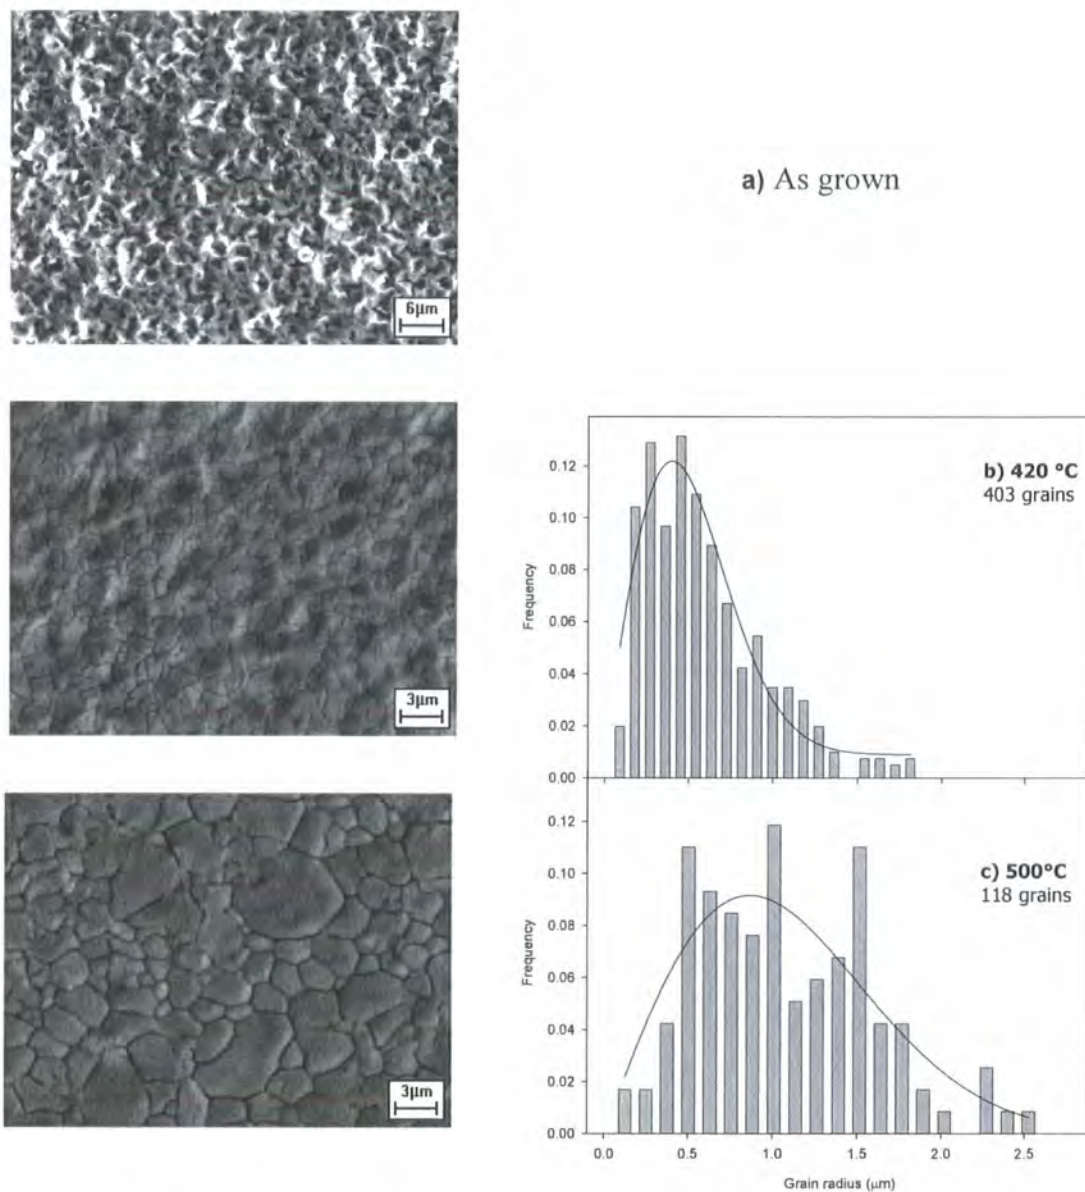 6μm
a) As grown
3μm
Frequency
0.12
0.10
0.08
0.06
0.04
0.02
0.00
b) 420 °C
403 grains
3μm
Frequency
0.12
0.10
0.08
0.06
0.04
0.02
0.00
c) 500°C
118 grains
0.0 0.5 1.0 1.5 2.0 2.5
Grain radius (μm)